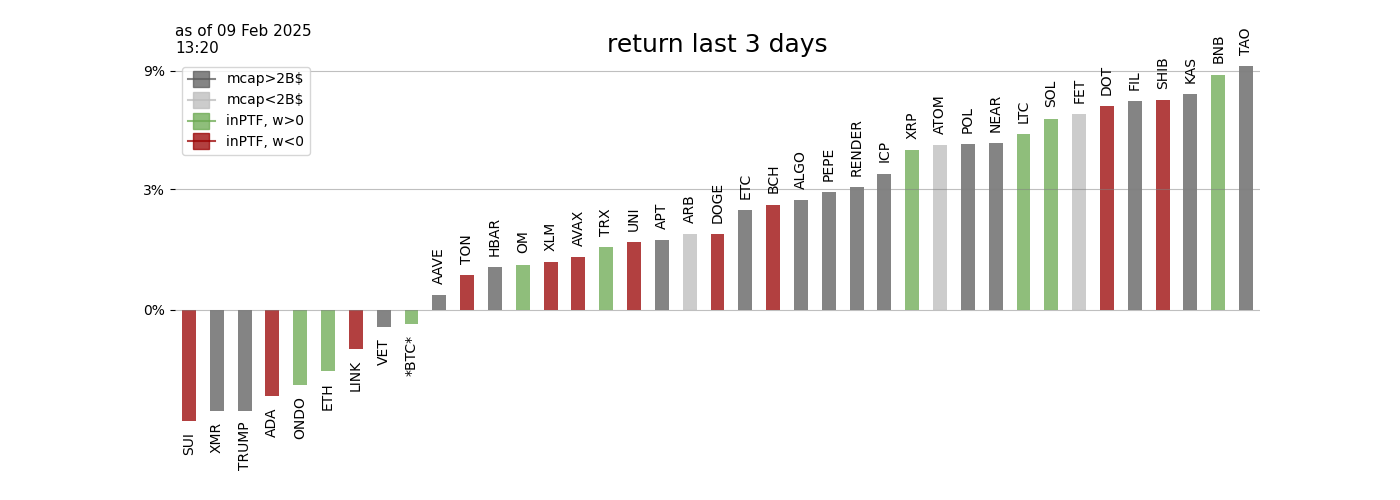 as of 09 Feb 2025
13:20
return last 3 days
9%
3%
0%
mcap>2B$
mcap<2B$
inPTF, w>0
inPTF, w<0
SUI
XMR
TRUMP
ADA
ONDO
ETH
LINK
VET
*BTC*
AAVE
TON
HBAR
OM
XLM
AVAX
TRX
UNI
APT
ARB
DOGE
ETC
BCH
ALGO
PEPE
RENDER
ICP
XRP
ATOM
POL
NEAR
LTC
SOL
FET
DOT
FIL
SHIB
KAS
BNB
TAO